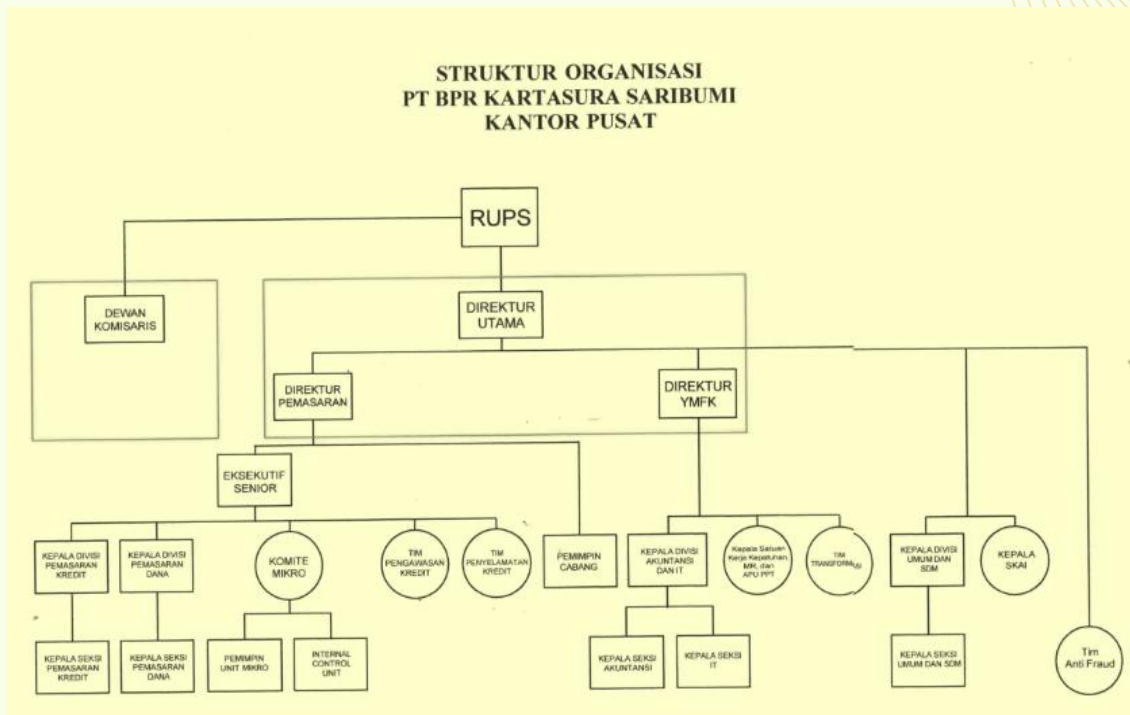 STRUKTUR ORGANISASI
PT BPR KARTASURA SARIBUMI
KANTOR PUSAT
RUPS
DEWAN
KOMISARIS
DIREKTUR
UTAMA
DIREKTUR
PEMASARAN
DIREKTUR
YMFK
EKSEKUTIF
SENIOR
KEPALA DIVISI
PEMASARAN
KREDIT
KEPALA DIVISI
PEMASARAN
DANA
KOMITE
MIKRO
TIM
PENGAWASAN
KREDIT
TIM
PENYELAMATAN
KREDIT
PEMIMPIN
CABANG
KEPALA DIVISI
AKUNTANSI
DAN IT
Kepala Satuan
Kerja Kepatuhan,
MR, dan
APU PPT
TIM
TRANSFORMASI
KEPALA DIVISI
UMUM DAN
SDM
KEPALA
SKAI
KEPALA SEKSI
PEMASARAN
KREDIT
KEPALA SEKSI
PEMASARAN
DANA
PEMIMPIN
UNIT MIKRO
INTERNAL
CONTROL
UNIT
KEPALA SEKSI
AKUNTANSI
KEPALA SEKSI
IT
KEPALA SEKSI
UMUM DAN SDM
Tim
Anti Fraud